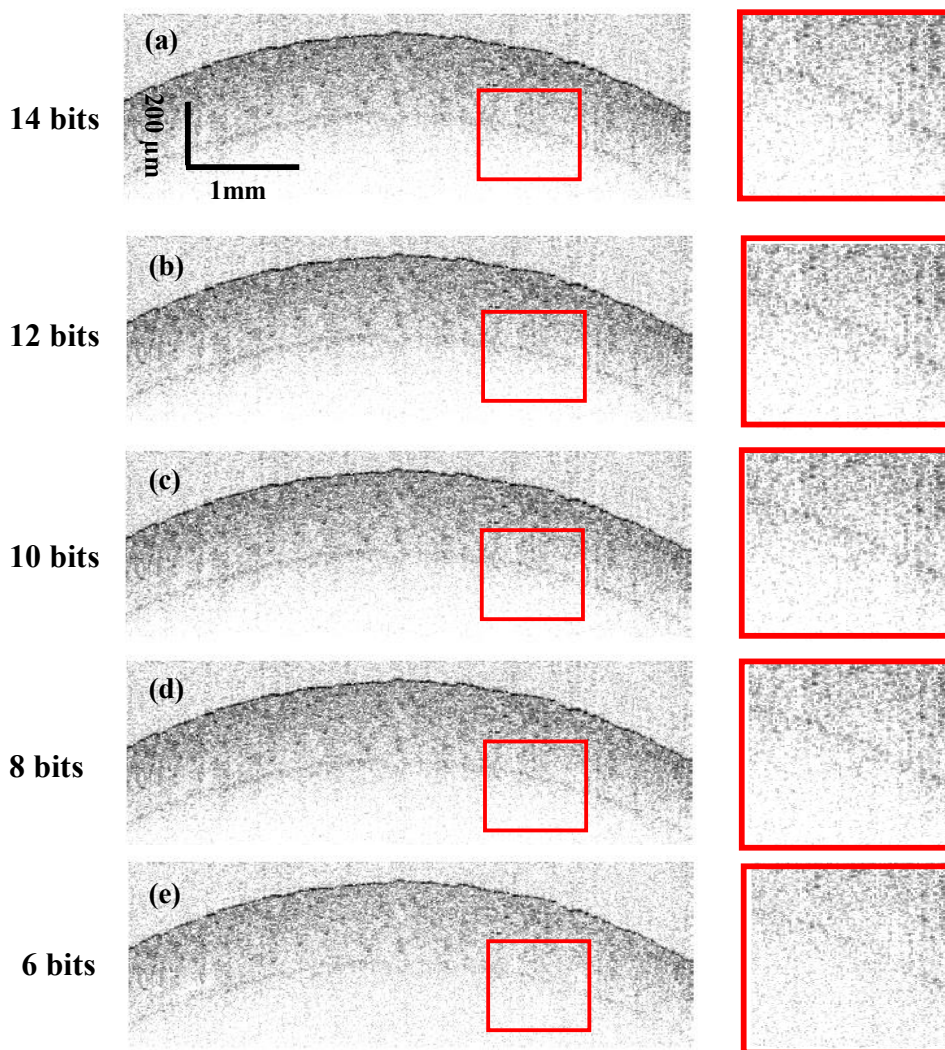 (a)
14 bits
200 µm
1mm
(b)
12 bits
(c)
10 bits
(d)
8 bits
(e)
6 bits